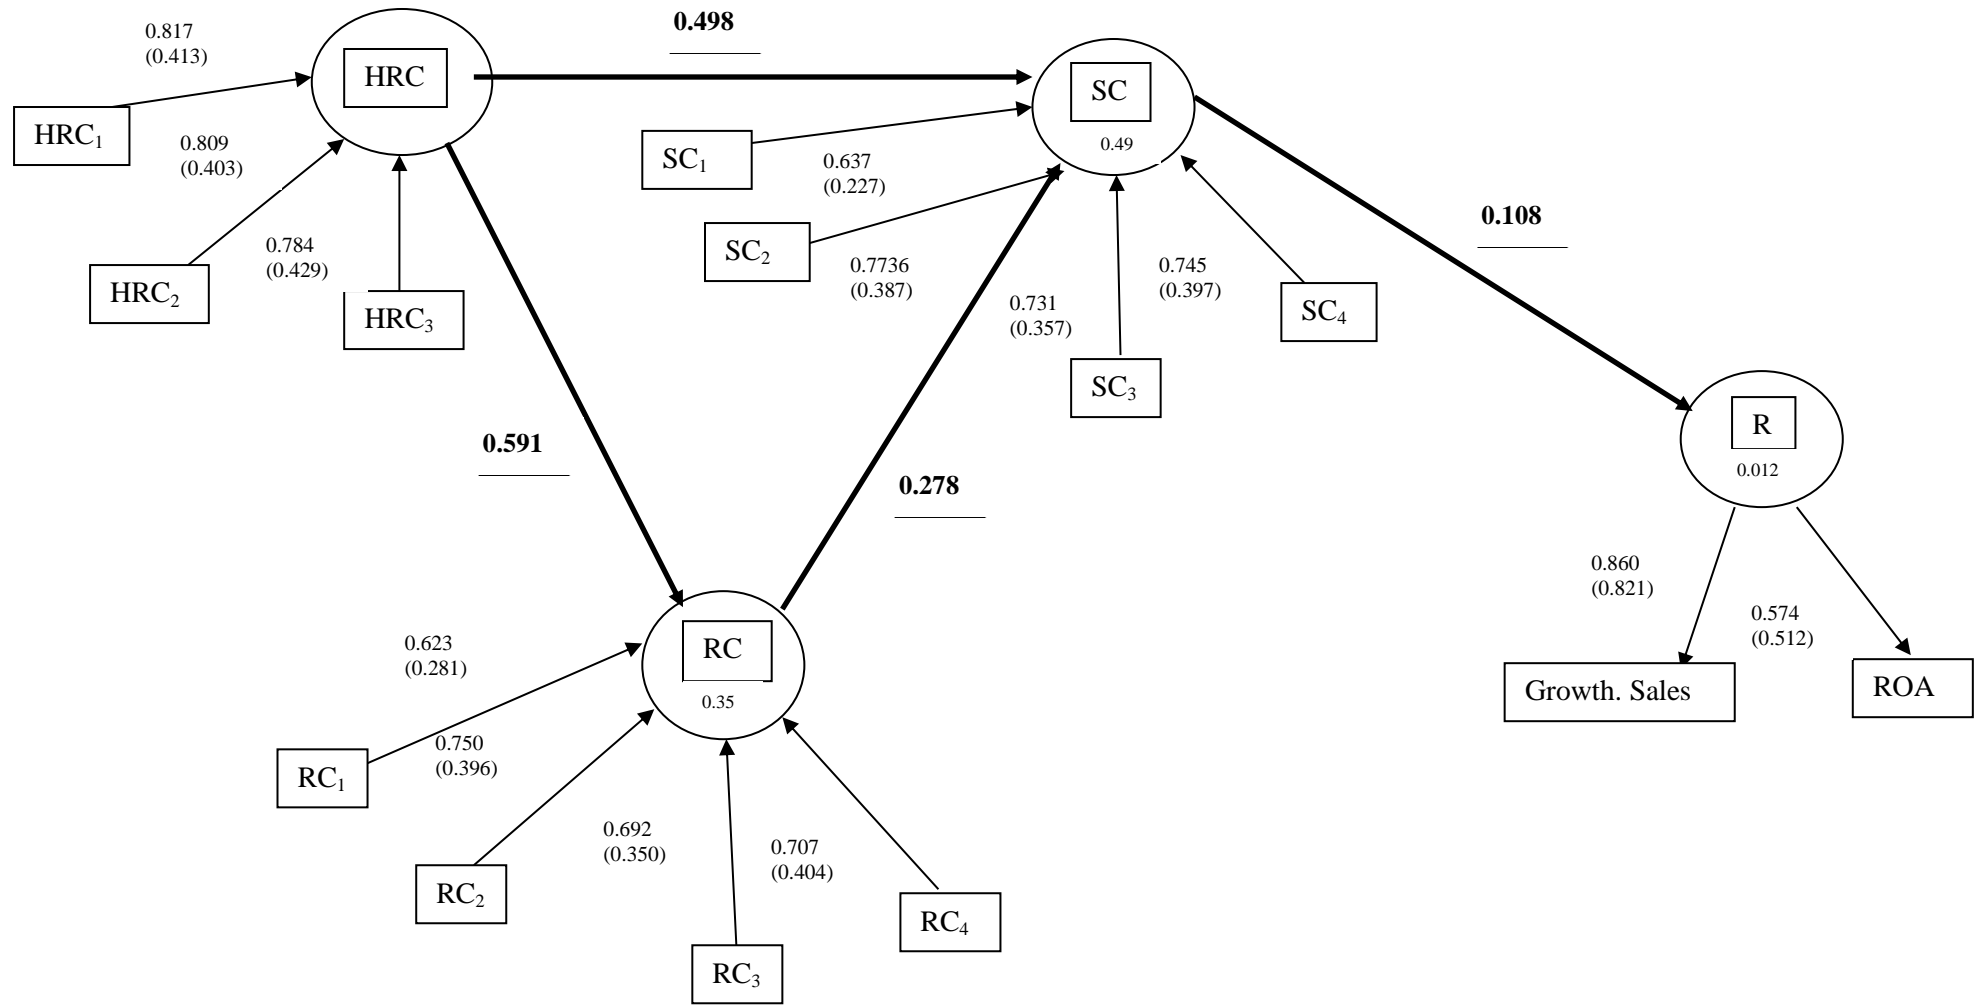 0.498
0.817
(0.413)
HRC
SC
0.49
HRC₁
0.809
(0.403)
SC₁
0.637
(0.227)
0.108
HRC₂
0.784
(0.429)
HRC₃
SC₂
0.7736
(0.387)
0.731
(0.357)
0.745
(0.397)
SC₄
SC₃
R
0.012
0.591
0.278
0.860
(0.821)
0.574
(0.512)
Growth. Sales
ROA
0.623
(0.281)
RC
0.35
RC₁
0.750
(0.396)
RC₂
0.692
(0.350)
0.707
(0.404)
RC₄
RC₃